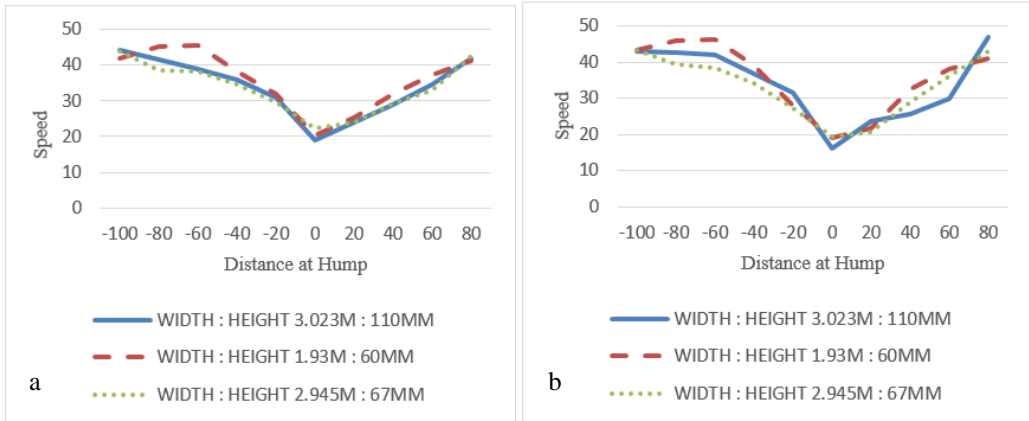 50
40
30
20
10
0
Speed
-100 -80 -60 -40 -20 0 20 40 60 80
Distance at Hump
WIDTH : HEIGHT 3.023M : 110MM
WIDTH : HEIGHT 1.93M : 60MM
WIDTH : HEIGHT 2.945M : 67MM
a
50
40
30
20
10
0
Speed
-100 -80 -60 -40 -20 0 20 40 60 80
Distance at Hump
WIDTH : HEIGHT 3.023M : 110MM
WIDTH : HEIGHT 1.93M : 60MM
WIDTH : HEIGHT 2.945M : 67MM
b